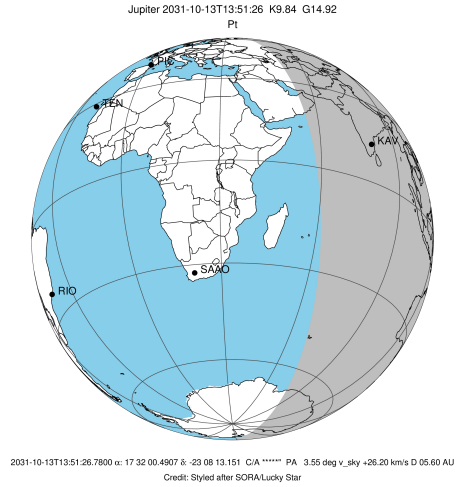 Jupiter 2031-10-13T13:51:26 K9.84 G14.92
Pt
PIC
TEN
KAV
SAAO
RIO
2031-10-13T13:51:26.7800 α: 17 32 00.4907 δ: -23 08 13.151 C/A *****" PA 3.55 deg v_sky +26.20 km/s D 05.60 AU
Credit: Styled after SORA/Lucky Star